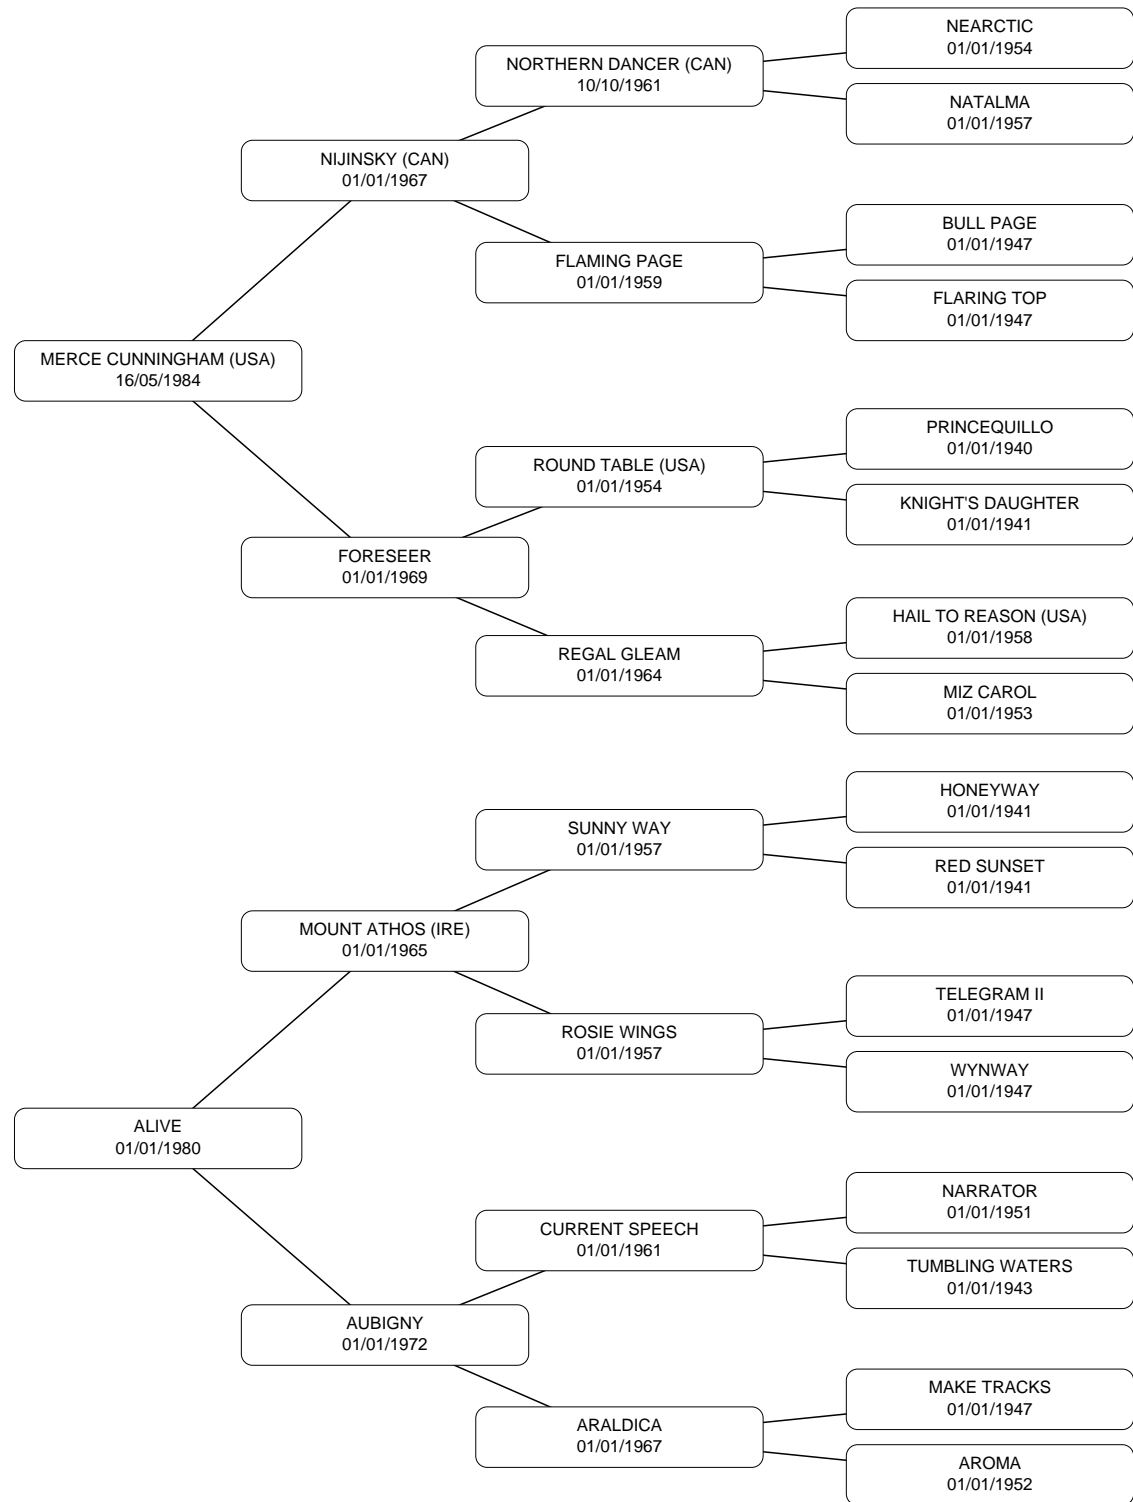 NEARCTIC
01/01/1954
NORTHERN DANCER (CAN)
10/10/1961
NATALMA
01/01/1957
NIJINSKY (CAN)
01/01/1967
BULL PAGE
01/01/1947
FLAMING PAGE
01/01/1959
FLARING TOP
01/01/1947
MERCE CUNNINGHAM (USA)
16/05/1984
PRINCEQUILLO
01/01/1940
ROUND TABLE (USA)
01/01/1954
KNIGHT'S DAUGHTER
01/01/1941
FORESEER
01/01/1969
HAIL TO REASON (USA)
01/01/1958
REGAL GLEAM
01/01/1964
MIZ CAROL
01/01/1953
HONEYWAY
01/01/1941
SUNNY WAY
01/01/1957
RED SUNSET
01/01/1941
MOUNT ATHOS (IRE)
01/01/1965
TELEGRAM II
01/01/1947
ROSIE WINGS
01/01/1957
WYNWAY
01/01/1947
ALIVE
01/01/1980
NARRATOR
01/01/1951
CURRENT SPEECH
01/01/1961
TUMBLING WATERS
01/01/1943
AUBIGNY
01/01/1972
MAKE TRACKS
01/01/1947
ARALDICA
01/01/1967
AROMA
01/01/1952